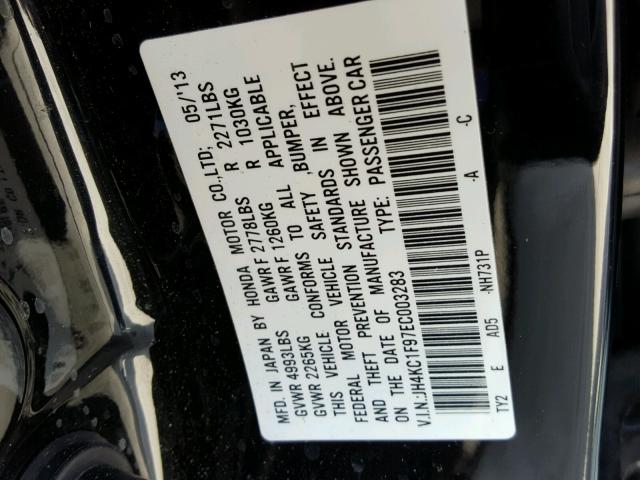 MFD. IN JAPAN BY HONDA MOTOR CO.,LTD; 05/'13
GVWR 4993LBS GAWR F 2778LBS R 2271LBS
GVWR 2265KG GAWR F 1260KG R 1030KG
THIS VEHICLE CONFORMS TO ALL APPLICABLE
FEDERAL MOTOR VEHICLE SAFETY BUMPER,
AND THEFT PREVENTION STANDARDS IN EFFECT
ON THE DATE OF MANUFACTURE SHOWN ABOVE.
V.I.N.:JH4KC1F97EC003283 TYPE: PASSENGER CAR
TY2 E AD5 -NH731P -A -C